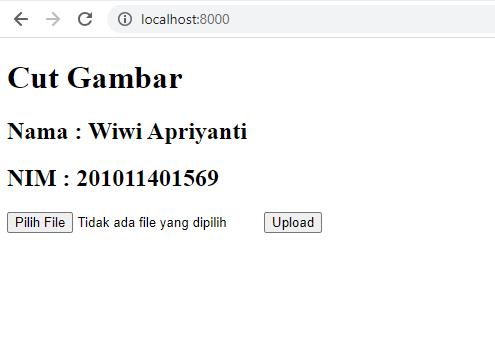 localhost:8000
Cut Gambar
Nama : Wiwi Apriyanti
NIM : 201011401569
Pilih File Tidak ada file yang dipilih Upload